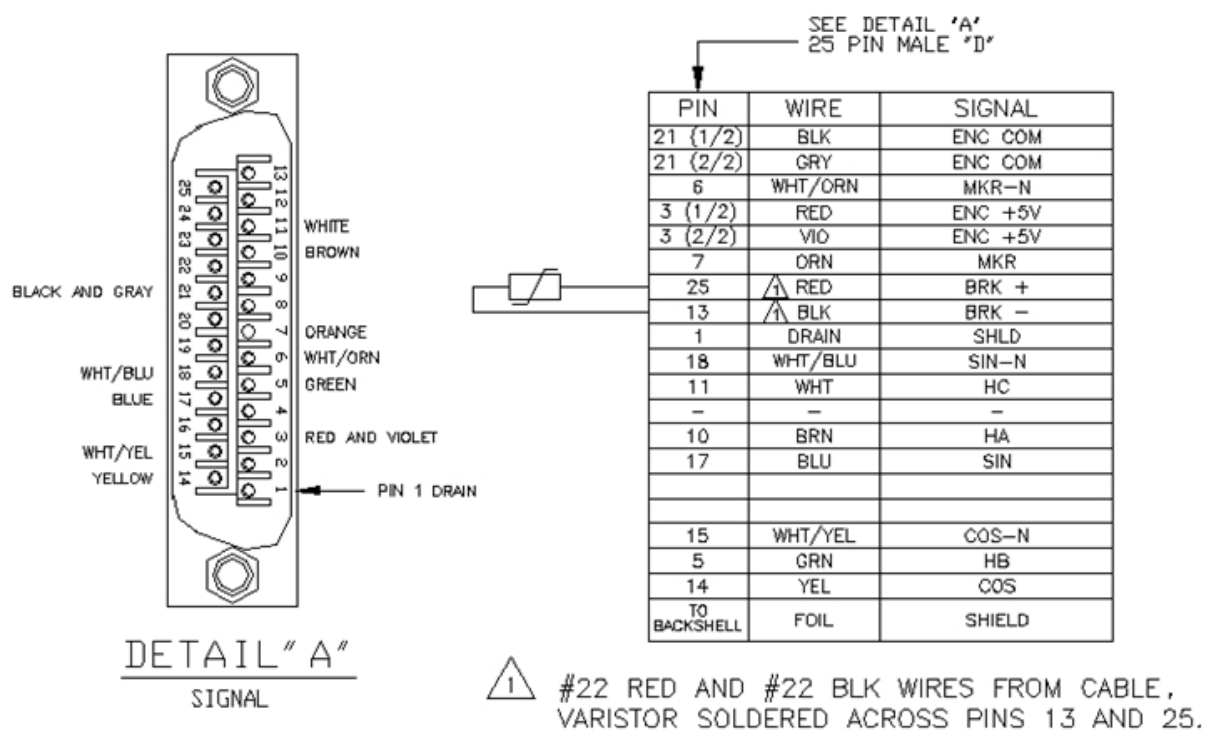 SEE DETAIL 'A'
25 PIN MALE "D"
PIN WIRE SIGNAL
21 (1/2) BLK ENC COM
21 (2/2) GRY ENC COM
6 WHT/ORN MKR-N
3 (1/2) RED ENC +5V
3 (2/2) VIO ENC +5V
7 ORN MKR
25 1 RED BRK +
13 1 BLK BRK -
1 DRAIN SHLD
18 WHT/BLU SIN-N
11 WHT HC
- - -
10 BRN HA
17 BLU SIN
15 WHT/YEL COS-N
5 GRN HB
14 YEL COS
TO BACKSHELL FOIL SHIELD
25 24 23 22 21 20 19 18 17 16 15 14
13 12 11 10 9 8 7 6 5 4 3 2 1
BLACK AND GRAY
WHT/BLU
BLUE
WHT/YEL
YELLOW
WHITE
BROWN
ORANGE
WHT/ORN
GREEN
RED AND VIOLET
PIN 1 DRAIN
DETAIL"A"
SIGNAL
1 #22 RED AND #22 BLK WIRES FROM CABLE,
VARISTOR SOLDERED ACROSS PINS 13 AND 25.